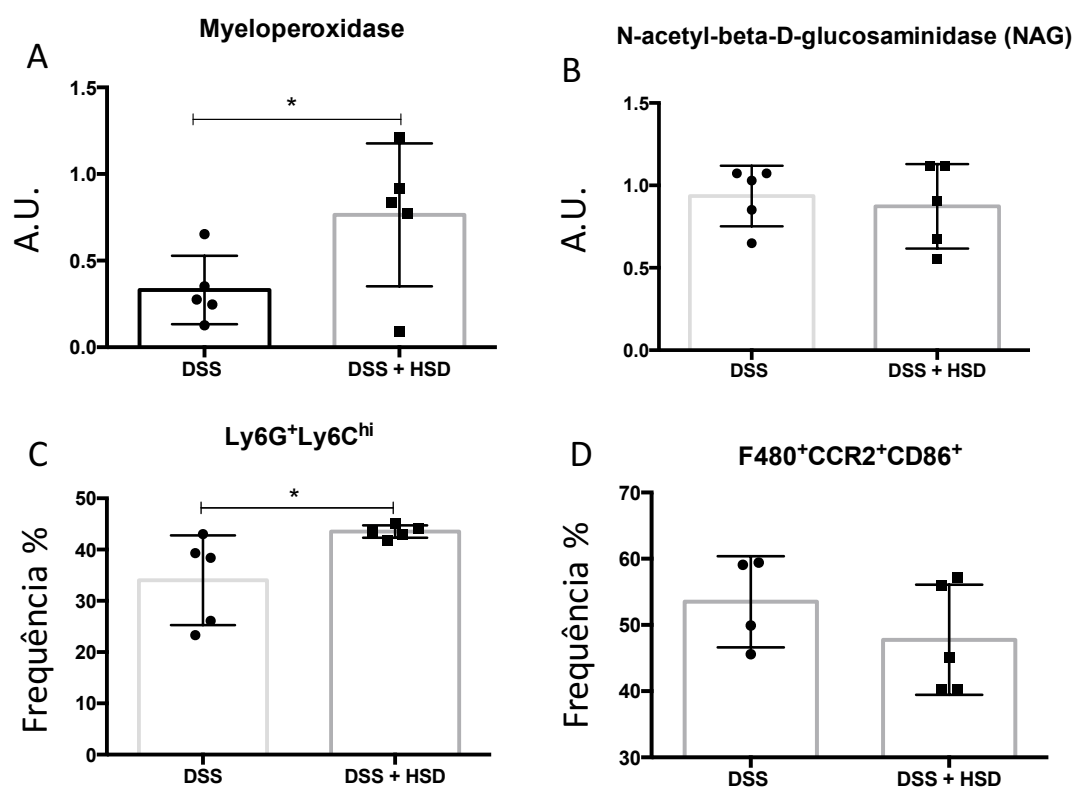 A
Myeloperoxidase
A.U.
1.5
1.0
0.5
0.0
*
DSS
DSS + HSD
B
N-acetyl-beta-D-glucosaminidase (NAG)
A.U.
1.5
1.0
0.5
0.0
DSS
DSS + HSD
C
Ly6G⁺Ly6Cʰⁱ
Frequência %
50
40
30
20
10
0
*
DSS
DSS + HSD
D
F480⁺CCR2⁺CD86⁺
Frequência %
70
60
50
40
30
DSS
DSS + HSD